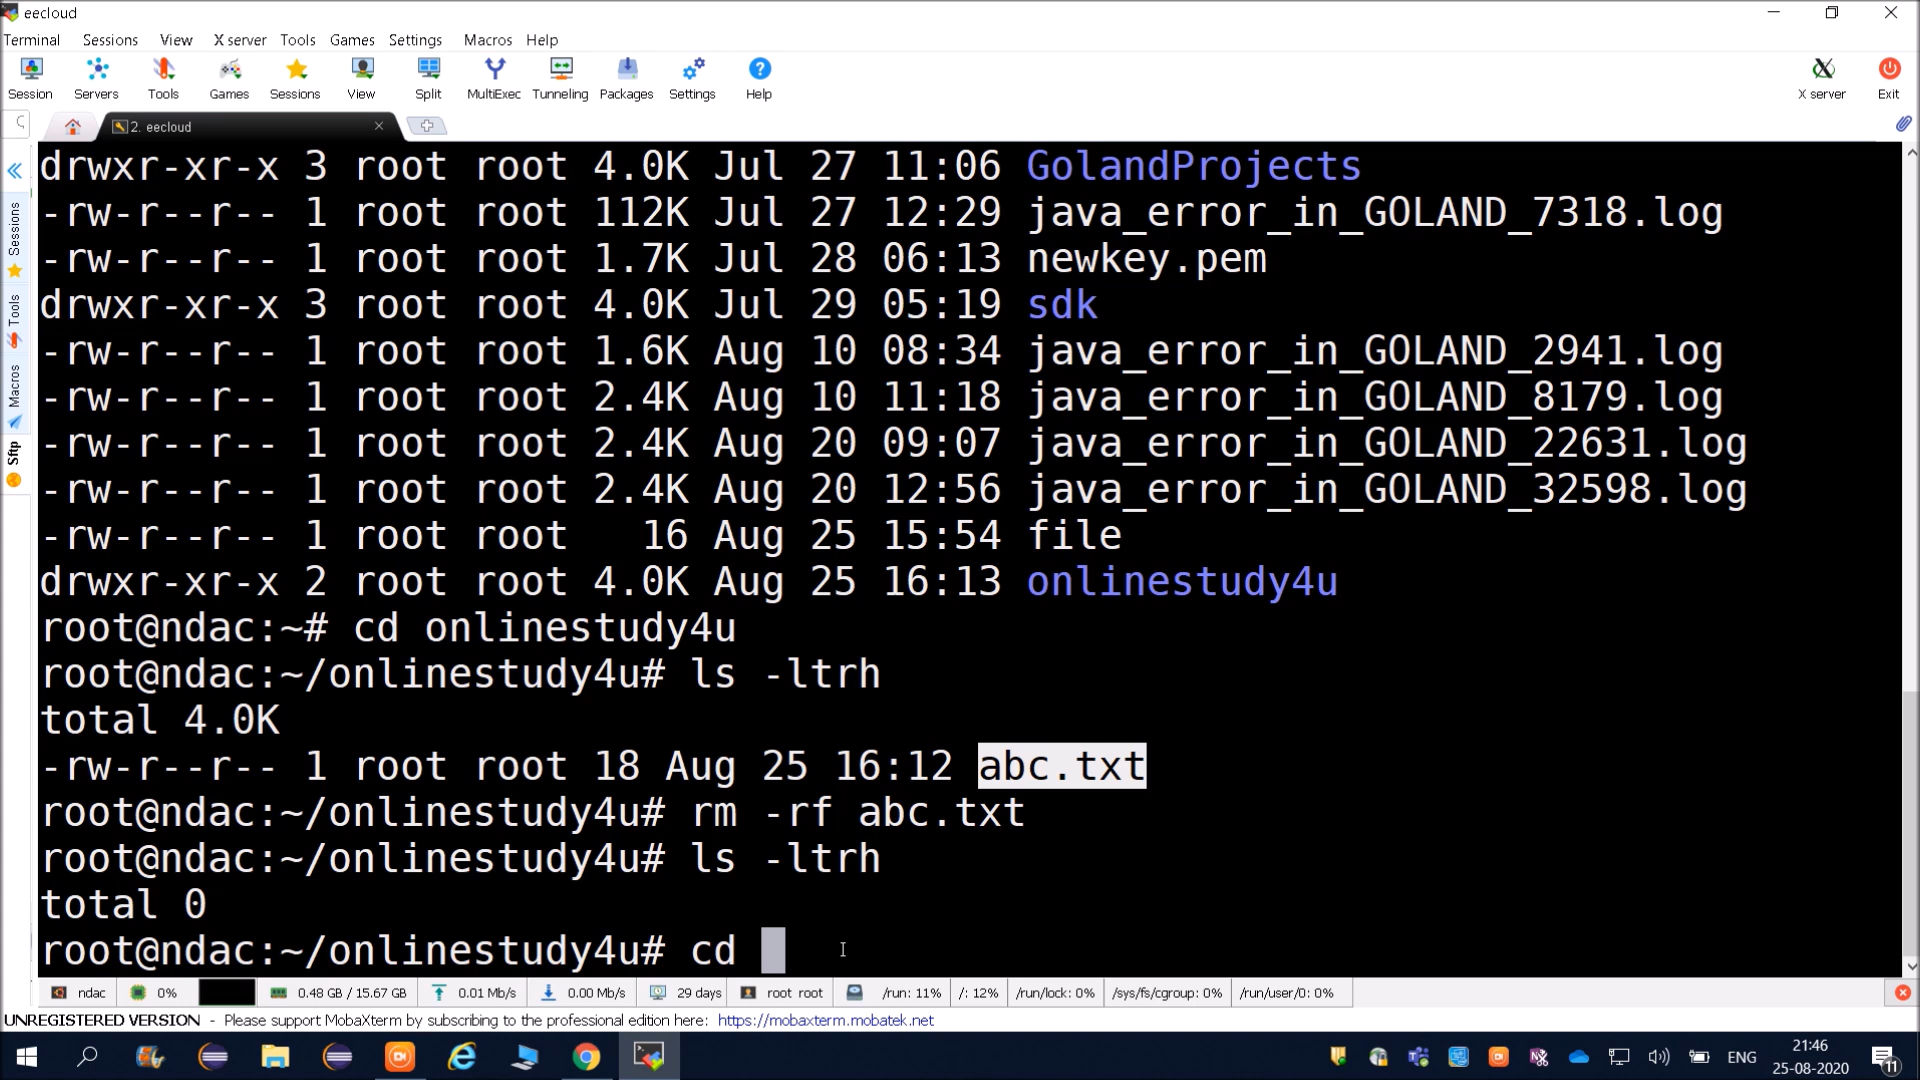 eecloud
Terminal Sessions View X server Tools Games Settings Macros Help
Session Servers Tools Games Sessions View Split MultiExec Tunneling Packages Settings Help X server Exit
2. eecloud
Sessions
Tools
Macros
Sftp
drwxr-xr-x 3 root root 4.0K Jul 27 11:06 GolandProjects
-rw-r--r-- 1 root root 112K Jul 27 12:29 java_error_in_GOLAND_7318.log
-rw-r--r-- 1 root root 1.7K Jul 28 06:13 newkey.pem
drwxr-xr-x 3 root root 4.0K Jul 29 05:19 sdk
-rw-r--r-- 1 root root 1.6K Aug 10 08:34 java_error_in_GOLAND_2941.log
-rw-r--r-- 1 root root 2.4K Aug 10 11:18 java_error_in_GOLAND_8179.log
-rw-r--r-- 1 root root 2.4K Aug 20 09:07 java_error_in_GOLAND_22631.log
-rw-r--r-- 1 root root 2.4K Aug 20 12:56 java_error_in_GOLAND_32598.log
-rw-r--r-- 1 root root 16 Aug 25 15:54 file
drwxr-xr-x 2 root root 4.0K Aug 25 16:13 onlinestudy4u
root@ndac:~# cd onlinestudy4u
root@ndac:~/onlinestudy4u# ls -ltrh
total 4.0K
-rw-r--r-- 1 root root 18 Aug 25 16:12 abc.txt
root@ndac:~/onlinestudy4u# rm -rf abc.txt
root@ndac:~/onlinestudy4u# ls -ltrh
total 0
root@ndac:~/onlinestudy4u# cd
ndac 0% 0.48 GB / 15.67 GB 0.01 Mb/s 0.00 Mb/s 29 days root root /run: 11% /: 12% /run/lock: 0% /sys/fs/cgroup: 0% /run/user/0: 0%
UNREGISTERED VERSION - Please support MobaXterm by subscribing to the professional edition here: https://mobaxterm.mobatek.net
ENG 21:46
25-08-2020 11